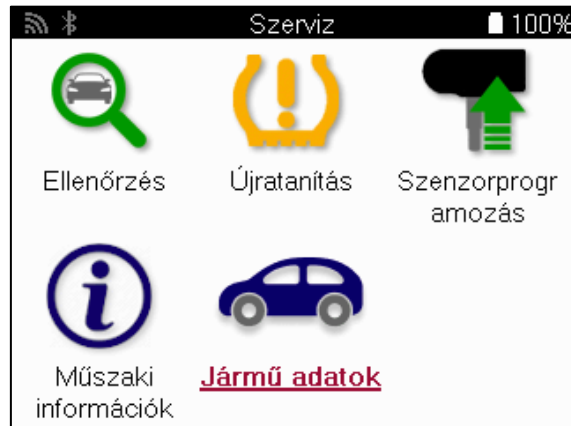 Szerviz 100%
Ellenőrzés Újratanítás Szenzorprogr
amozás
Műszaki Jármű adatok
információk